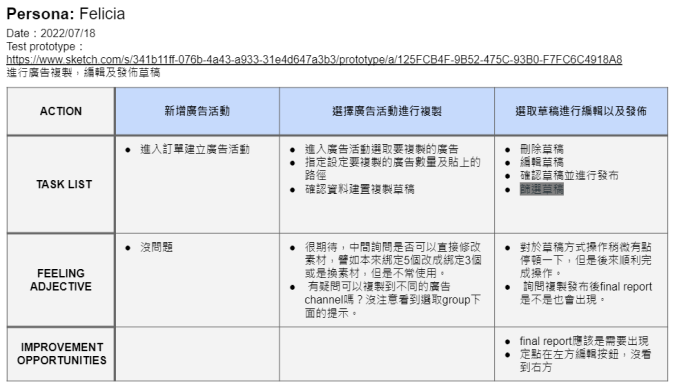 Persona: Felicia
Date：2022/07/18
Test prototype：
https://www.sketch.com/s/341b11ff-076b-4a43-a933-31e4d647a3b3/prototype/a/125FCB4F-9B52-475C-93B0-F7FC6C4918A8
進行廣告複製，編輯及發佈草稿
ACTION
新增廣告活動
選擇廣告活動進行複製
選取草稿進行編輯以及發佈
TASK LIST
● 進入訂單建立廣告活動
● 進入廣告活動選取要複製的廣告
● 指定設定要複製的廣告數量及貼上的
路徑
● 確認資料建置複製草稿
● 刪除草稿
● 編輯草稿
● 確認草稿並進行發布
● 篩選草稿
FEELING
ADJECTIVE
● 沒問題
● 很期待，中間詢問是否可以直接修改
素材，譬如本來綁定5個改成綁定3個
或是換素材，但是不常使用。
● 有疑問可以複製到不同的廣告
channel嗎？沒注意看到選取group下
面的提示。
● 對於草稿方式操作稍微有點
停頓一下，但是後來順利完
成操作。
● 詢問複製發布後final report
是不是也會出現。
IMPROVEMENT
OPPORTUNITIES
● final report應該是需要出現
● 定點在左方編輯按鈕，沒看
到右方